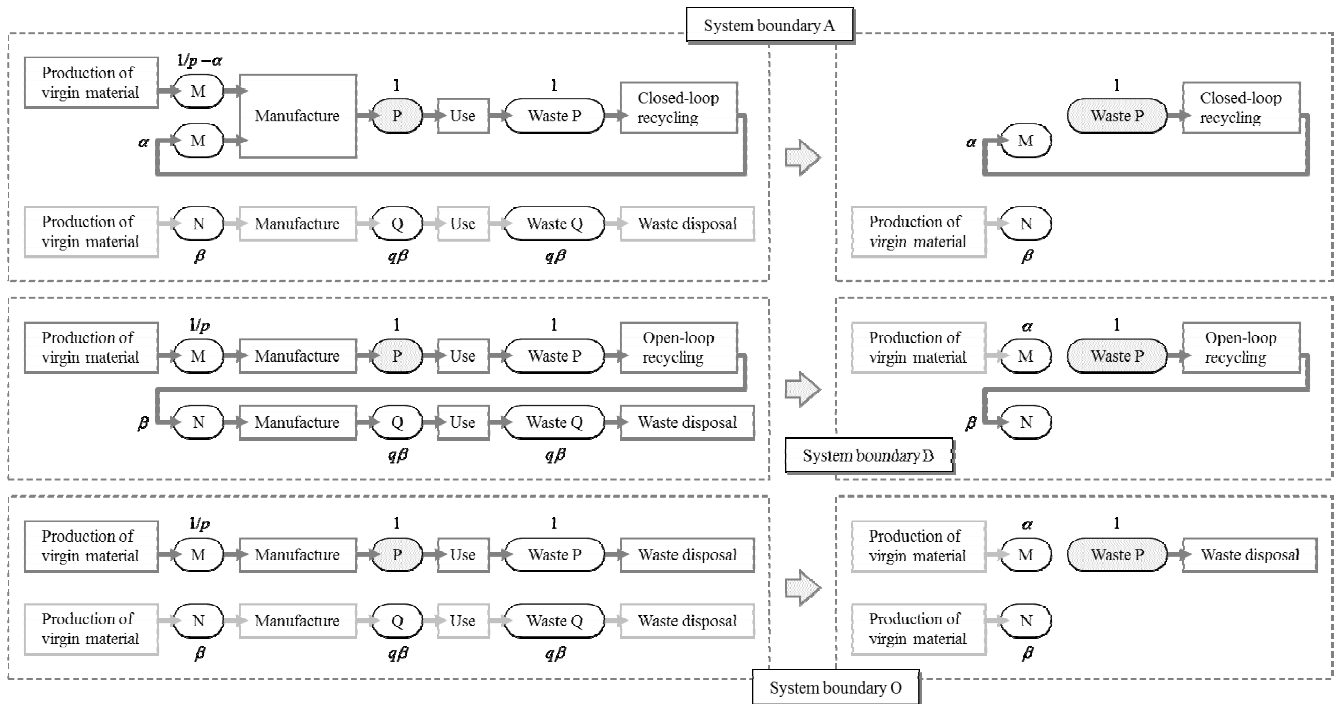 System boundary A
1/p − α
1
1
Production of
virgin material
M
Manufacture
P
Use
Waste P
Closed-loop
recycling
α
M
Production of
virgin material
N
Manufacture
Q
Use
Waste Q
Waste disposal
β
qβ
qβ
1
Waste P
Closed-loop
recycling
α
M
Production of
virgin material
N
β
1/p
1
1
Production of
virgin material
M
Manufacture
P
Use
Waste P
Open-loop
recycling
β
N
Manufacture
Q
Use
Waste Q
Waste disposal
qβ
qβ
α
1
Production of
virgin material
M
Waste P
Open-loop
recycling
β
N
System boundary B
1/p
1
1
Production of
virgin material
M
Manufacture
P
Use
Waste P
Waste disposal
Production of
virgin material
N
Manufacture
Q
Use
Waste Q
Waste disposal
β
qβ
qβ
α
1
Production of
virgin material
M
Waste P
Waste disposal
Production of
virgin material
N
β
System boundary O